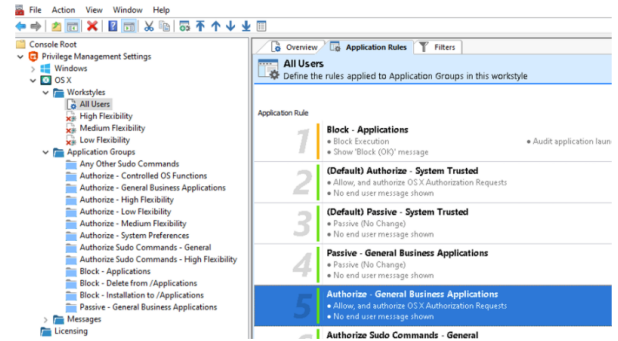 File Action View Window Help
Console Root
Privilege Management Settings
Windows
OS X
Workstyles
All Users
High Flexibility
Medium Flexibility
Low Flexibility
Application Groups
Any Other Sudo Commands
Authorize - Controlled OS Functions
Authorize - General Business Applications
Authorize - High Flexibility
Authorize - Low Flexibility
Authorize - Medium Flexibility
Authorize - System Preferences
Authorize Sudo Commands - General
Authorize Sudo Commands - High Flexibility
Block - Applications
Block - Delete from /Applications
Block - Installation to /Applications
Passive - General Business Applications
Messages
Licensing
Overview Application Rules Filters
All Users
Define the rules applied to Application Groups in this workstyle
Application Rule
1 Block - Applications
• Block Execution • Audit application laun
• Show 'Block (OK)' message
2 (Default) Authorize - System Trusted
• Allow, and authorize OS X Authorization Requests
• No end user message shown
3 (Default) Passive - System Trusted
• Passive (No Change)
• No end user message shown
4 Passive - General Business Applications
• Passive (No Change)
• No end user message shown
5 Authorize - General Business Applications
• Allow, and authorize OS X Authorization Requests
• No end user message shown
Authorize Sudo Commands - General